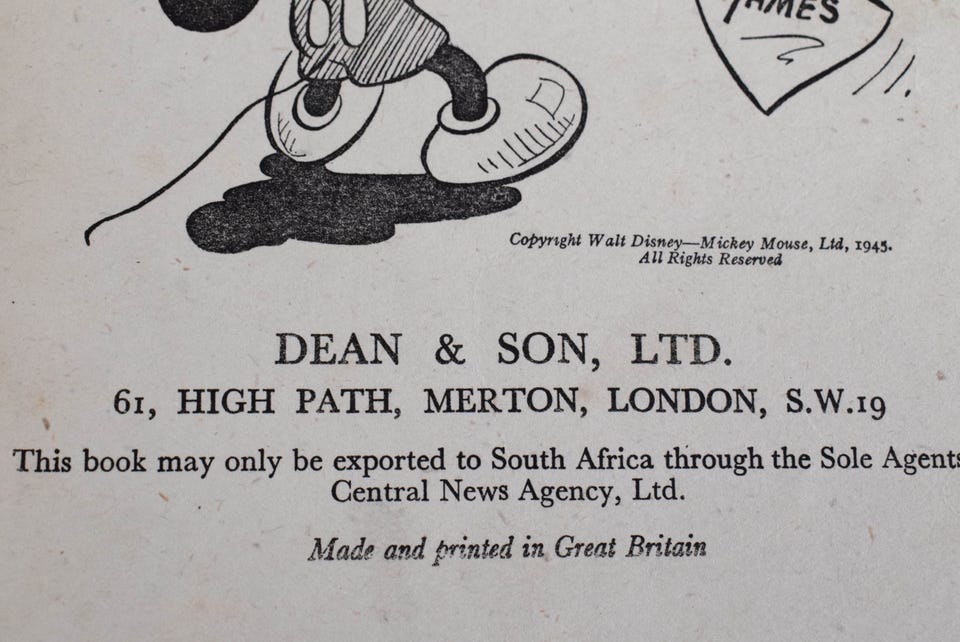 Copyright Walt Disney—Mickey Mouse, Ltd, 1945.
All Rights Reserved
DEAN & SON, LTD.
61, HIGH PATH, MERTON, LONDON, S.W.19
This book may only be exported to South Africa through the Sole Agents
Central News Agency, Ltd.
Made and printed in Great Britain